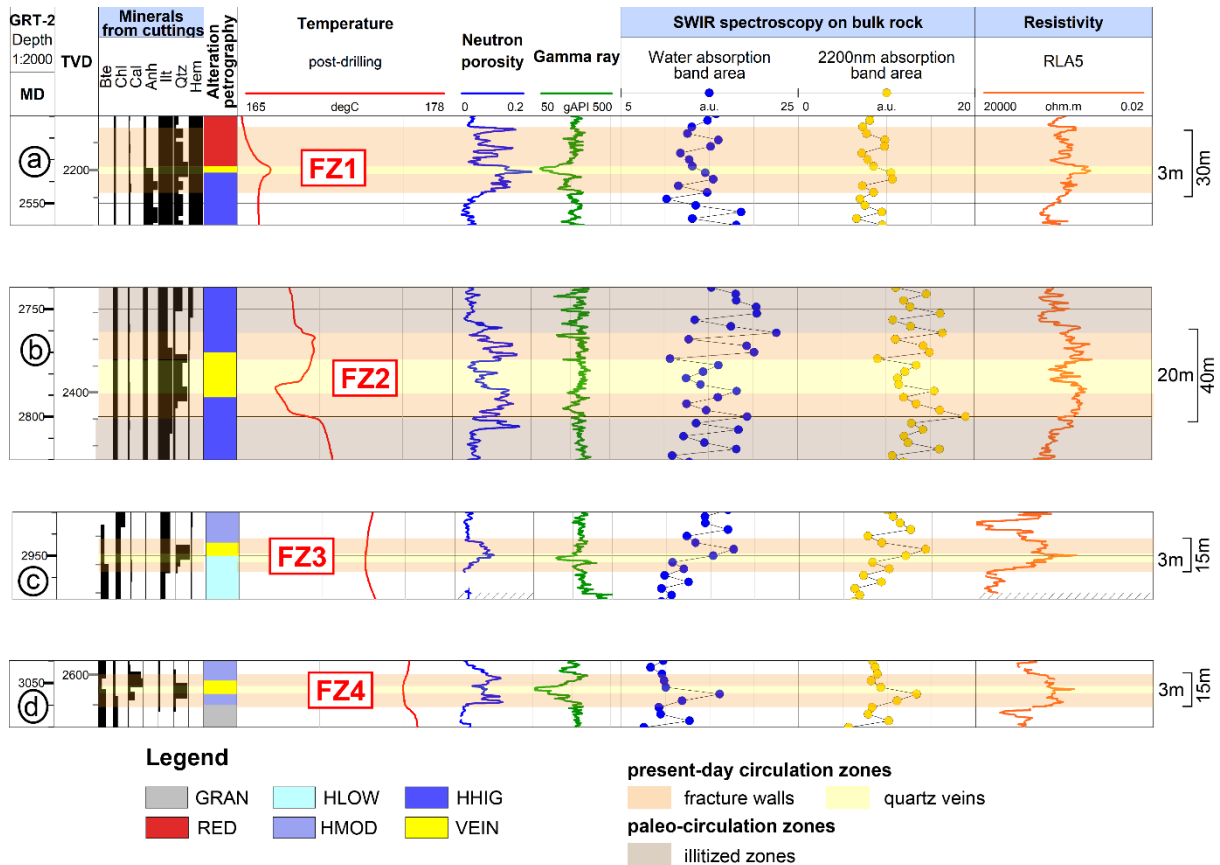 GRT-2
Depth
1:2000
MD
TVD
Minerals
from cuttings
Bte
Chl
Cal
Anh
Ilt
Qtz
Hem
Alteration
petrography
Temperature
post-drilling
165 degC 178
Neutron
porosity
0 0.2
Gamma ray
50 gAPI 500
SWIR spectroscopy on bulk rock
Water absorption
band area
5 a.u. 25
2200nm absorption
band area
0 a.u. 20
Resistivity
RLA5
20000 ohm.m 0.02
a
2200
2550
FZ1
3m
30m
b
2750
2400
2800
FZ2
20m
40m
c
2950
FZ3
3m
15m
d
2600
3050
FZ4
3m
15m
Legend
GRAN
HLOW
HHIG
RED
HMOD
VEIN
present-day circulation zones
fracture walls
quartz veins
paleo-circulation zones
illitized zones